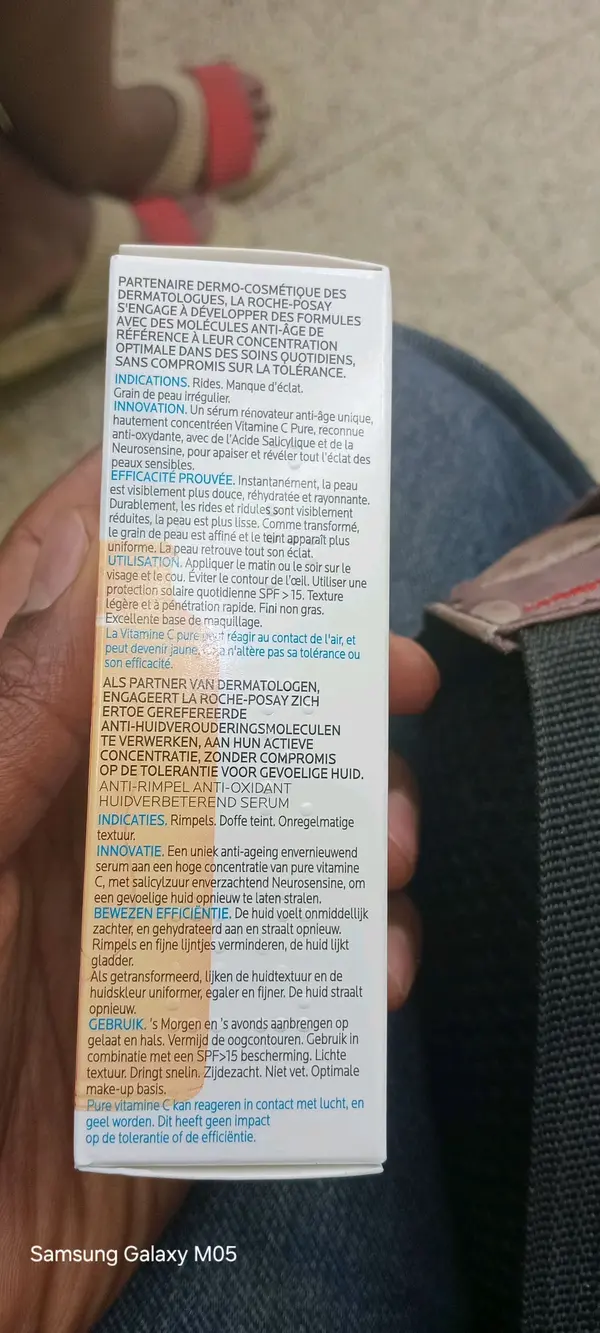 PARTENAIRE DERMO-COSMÉTIQUE DES
DERMATOLOGUES, LA ROCHE-POSAY
S'ENGAGE À DÉVELOPPER DES FORMULES
AVEC DES MOLÉCULES ANTI-ÂGE DE
RÉFÉRENCE À LEUR CONCENTRATION
OPTIMALE DANS DES SOINS QUOTIDIENS,
SANS COMPROMIS SUR LA TOLÉRANCE.
INDICATIONS. Rides. Manque d'éclat.
Grain de peau irrégulier.
INNOVATION. Un sérum rénovateur anti-âge unique,
hautement concentréen Vitamine C Pure, reconnue
anti-oxydante, avec de l'Acide Salicylique et de la
Neurosensine, pour apaiser et révéler tout l'éclat des
peaux sensibles.
EFFICACITÉ PROUVÉE. Instantanément, la peau
est visiblement plus douce, réhydratée et rayonnante.
Durablement, les rides et ridules sont visiblement
réduites, la peau est plus lisse. Comme transformé,
le grain de peau est affiné et le teint apparaît plus
uniforme. La peau retrouve tout son éclat.
UTILISATION. Appliquer le matin ou le soir sur le
visage et le cou. Éviter le contour de l'œil. Utiliser une
protection solaire quotidienne SPF > 15. Texture
légère et à pénétration rapide. Fini non gras.
Excellente base de maquillage.
La Vitamine C pure peut réagir au contact de l'air, et
peut devenir jaune, n'altère pas sa tolérance ou
son efficacité.
ALS PARTNER VAN DERMATOLOGEN,
ENGAGEERT LA ROCHE-POSAY ZICH
ERTOE GEREFEREERDE
ANTI-HUIDVEROUDERINGSMOLECULEN
TE VERWERKEN, AAN HUN ACTIEVE
CONCENTRATIE, ZONDER COMPROMIS
OP DE TOLERANTIE VOOR GEVOELIGE HUID.
ANTI-RIMPEL ANTI-OXIDANT
HUIDVERBETEREND SERUM
INDICATIES. Rimpels. Doffe teint. Onregelmatige
textuur.
INNOVATIE. Een uniek anti-ageing envernieuwend
serum aan een hoge concentratie van pure vitamine
C, met salicylzuur enverzachtend Neurosensine, om
een gevoelige huid opnieuw te laten stralen.
BEWEZEN EFFICIËNTIE. De huid voelt onmiddellijk
zachter, en gehydrateerd aan en straalt opnieuw.
Rimpels en fijne lijntjes verminderen, de huid lijkt
gladder.
Als getransformeerd, lijken de huidtextuur en de
huidskleur uniformer, egaler en fijner. De huid straalt
opnieuw.
GEBRUIK. 's Morgen en 's avonds aanbrengen op
gelaat en hals. Vermijd de oogcontouren. Gebruik in
combinatie met een SPF>15 bescherming. Lichte
textuur. Dringt snelin. Zijdezacht. Niet vet. Optimale
make-up basis.
Pure vitamine C kan reageren in contact met lucht, en
geel worden. Dit heeft geen impact
op de tolerantie of de efficiëntie.
Samsung Galaxy M05